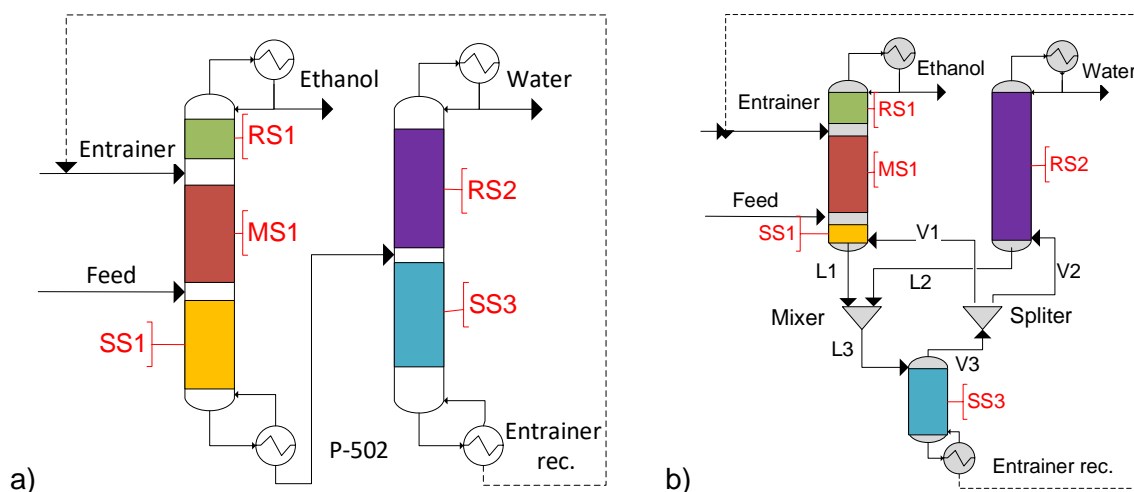 Ethanol
Water
RS1
Entrainer
RS2
MS1
Feed
SS3
SS1
P-502
Entrainer
rec.
a)
b)
Ethanol
Water
Entrainer
RS1
MS1
RS2
Feed
SS1
V1
L1
L2
V2
Mixer
Spliter
L3
V3
SS3
Entrainer rec.